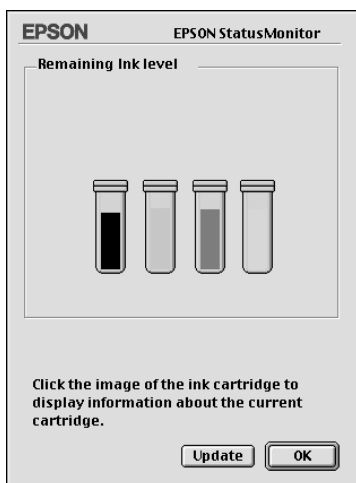 EPSON
EPSON StatusMonitor
Remaining Ink level
Click the image of the ink cartridge to
display information about the current
cartridge.
Update
OK